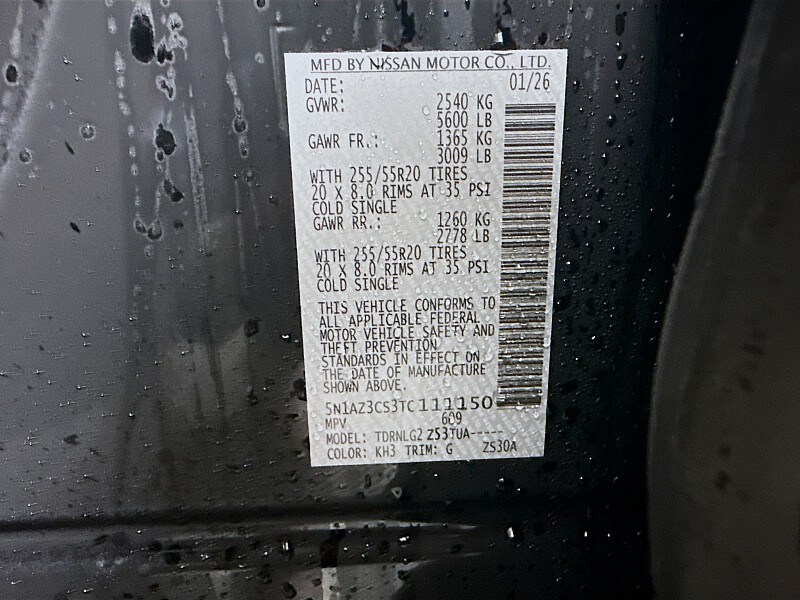 MFD BY NISSAN MOTOR CO., LTD.
DATE: 01/26
GVWR: 2540 KG
5600 LB
GAWR FR.: 1365 KG
3009 LB
WITH 255/55R20 TIRES
20 X 8.0 RIMS AT 35 PSI
COLD SINGLE
GAWR RR.: 1260 KG
2778 LB
WITH 255/55R20 TIRES
20 X 8.0 RIMS AT 35 PSI
COLD SINGLE
THIS VEHICLE CONFORMS TO
ALL APPLICABLE FEDERAL
MOTOR VEHICLE SAFETY AND
THEFT PREVENTION
STANDARDS IN EFFECT ON
THE DATE OF MANUFACTURE
SHOWN ABOVE.
5N1AZ3CS3TC111150
MPV 609
MODEL: TDRNLG2 ZS3TUA-----
COLOR: KH3 TRIM: G ZS30A